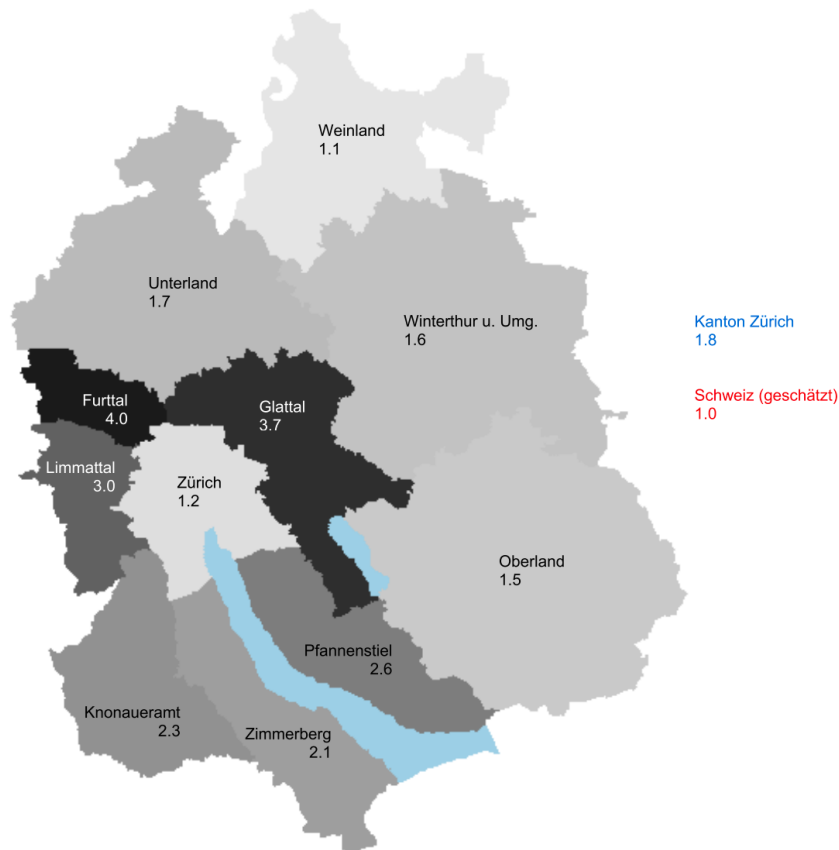 Weinland
1.1
Unterland
1.7
Winterthur u. Umg.
1.6
Kanton Zürich
1.8
Furttal
4.0
Glattal
3.7
Schweiz (geschätzt)
1.0
Limmattal
3.0
Zürich
1.2
Oberland
1.5
Pfannenstiel
2.6
Knonaueramt
2.3
Zimmerberg
2.1